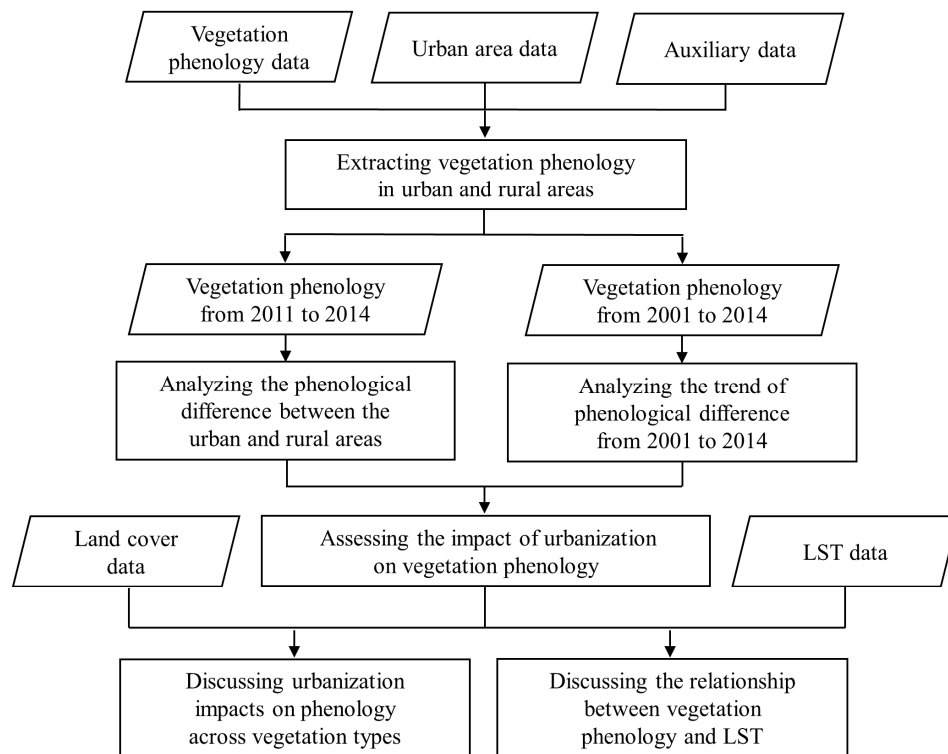 Vegetation
phenology data
Urban area data
Auxiliary data
Extracting vegetation phenology
in urban and rural areas
Vegetation phenology
from 2011 to 2014
Vegetation phenology
from 2001 to 2014
Analyzing the phenological
difference between the
urban and rural areas
Analyzing the trend of
phenological difference
from 2001 to 2014
Land cover
data
Assessing the impact of urbanization
on vegetation phenology
LST data
Discussing urbanization
impacts on phenology
across vegetation types
Discussing the relationship
between vegetation
phenology and LST